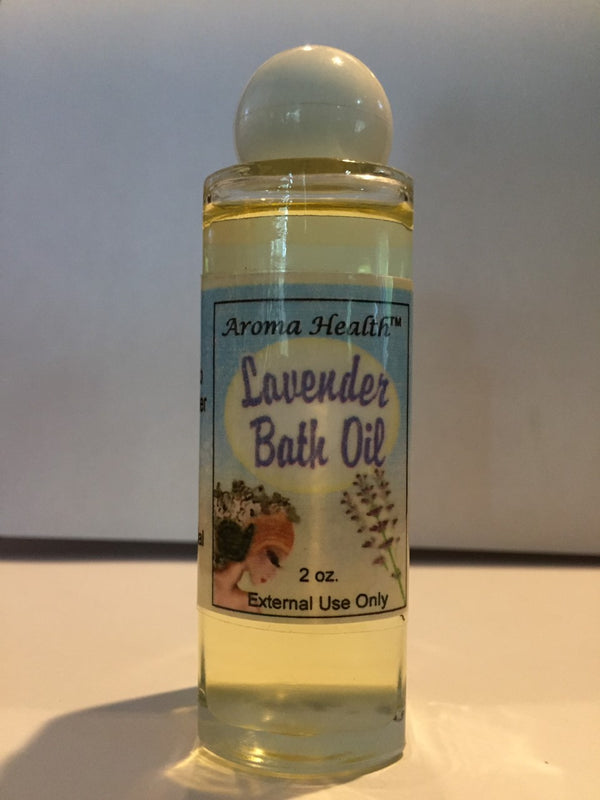 Aroma Health™
Lavender
Bath Oil
2 oz.
External Use Only